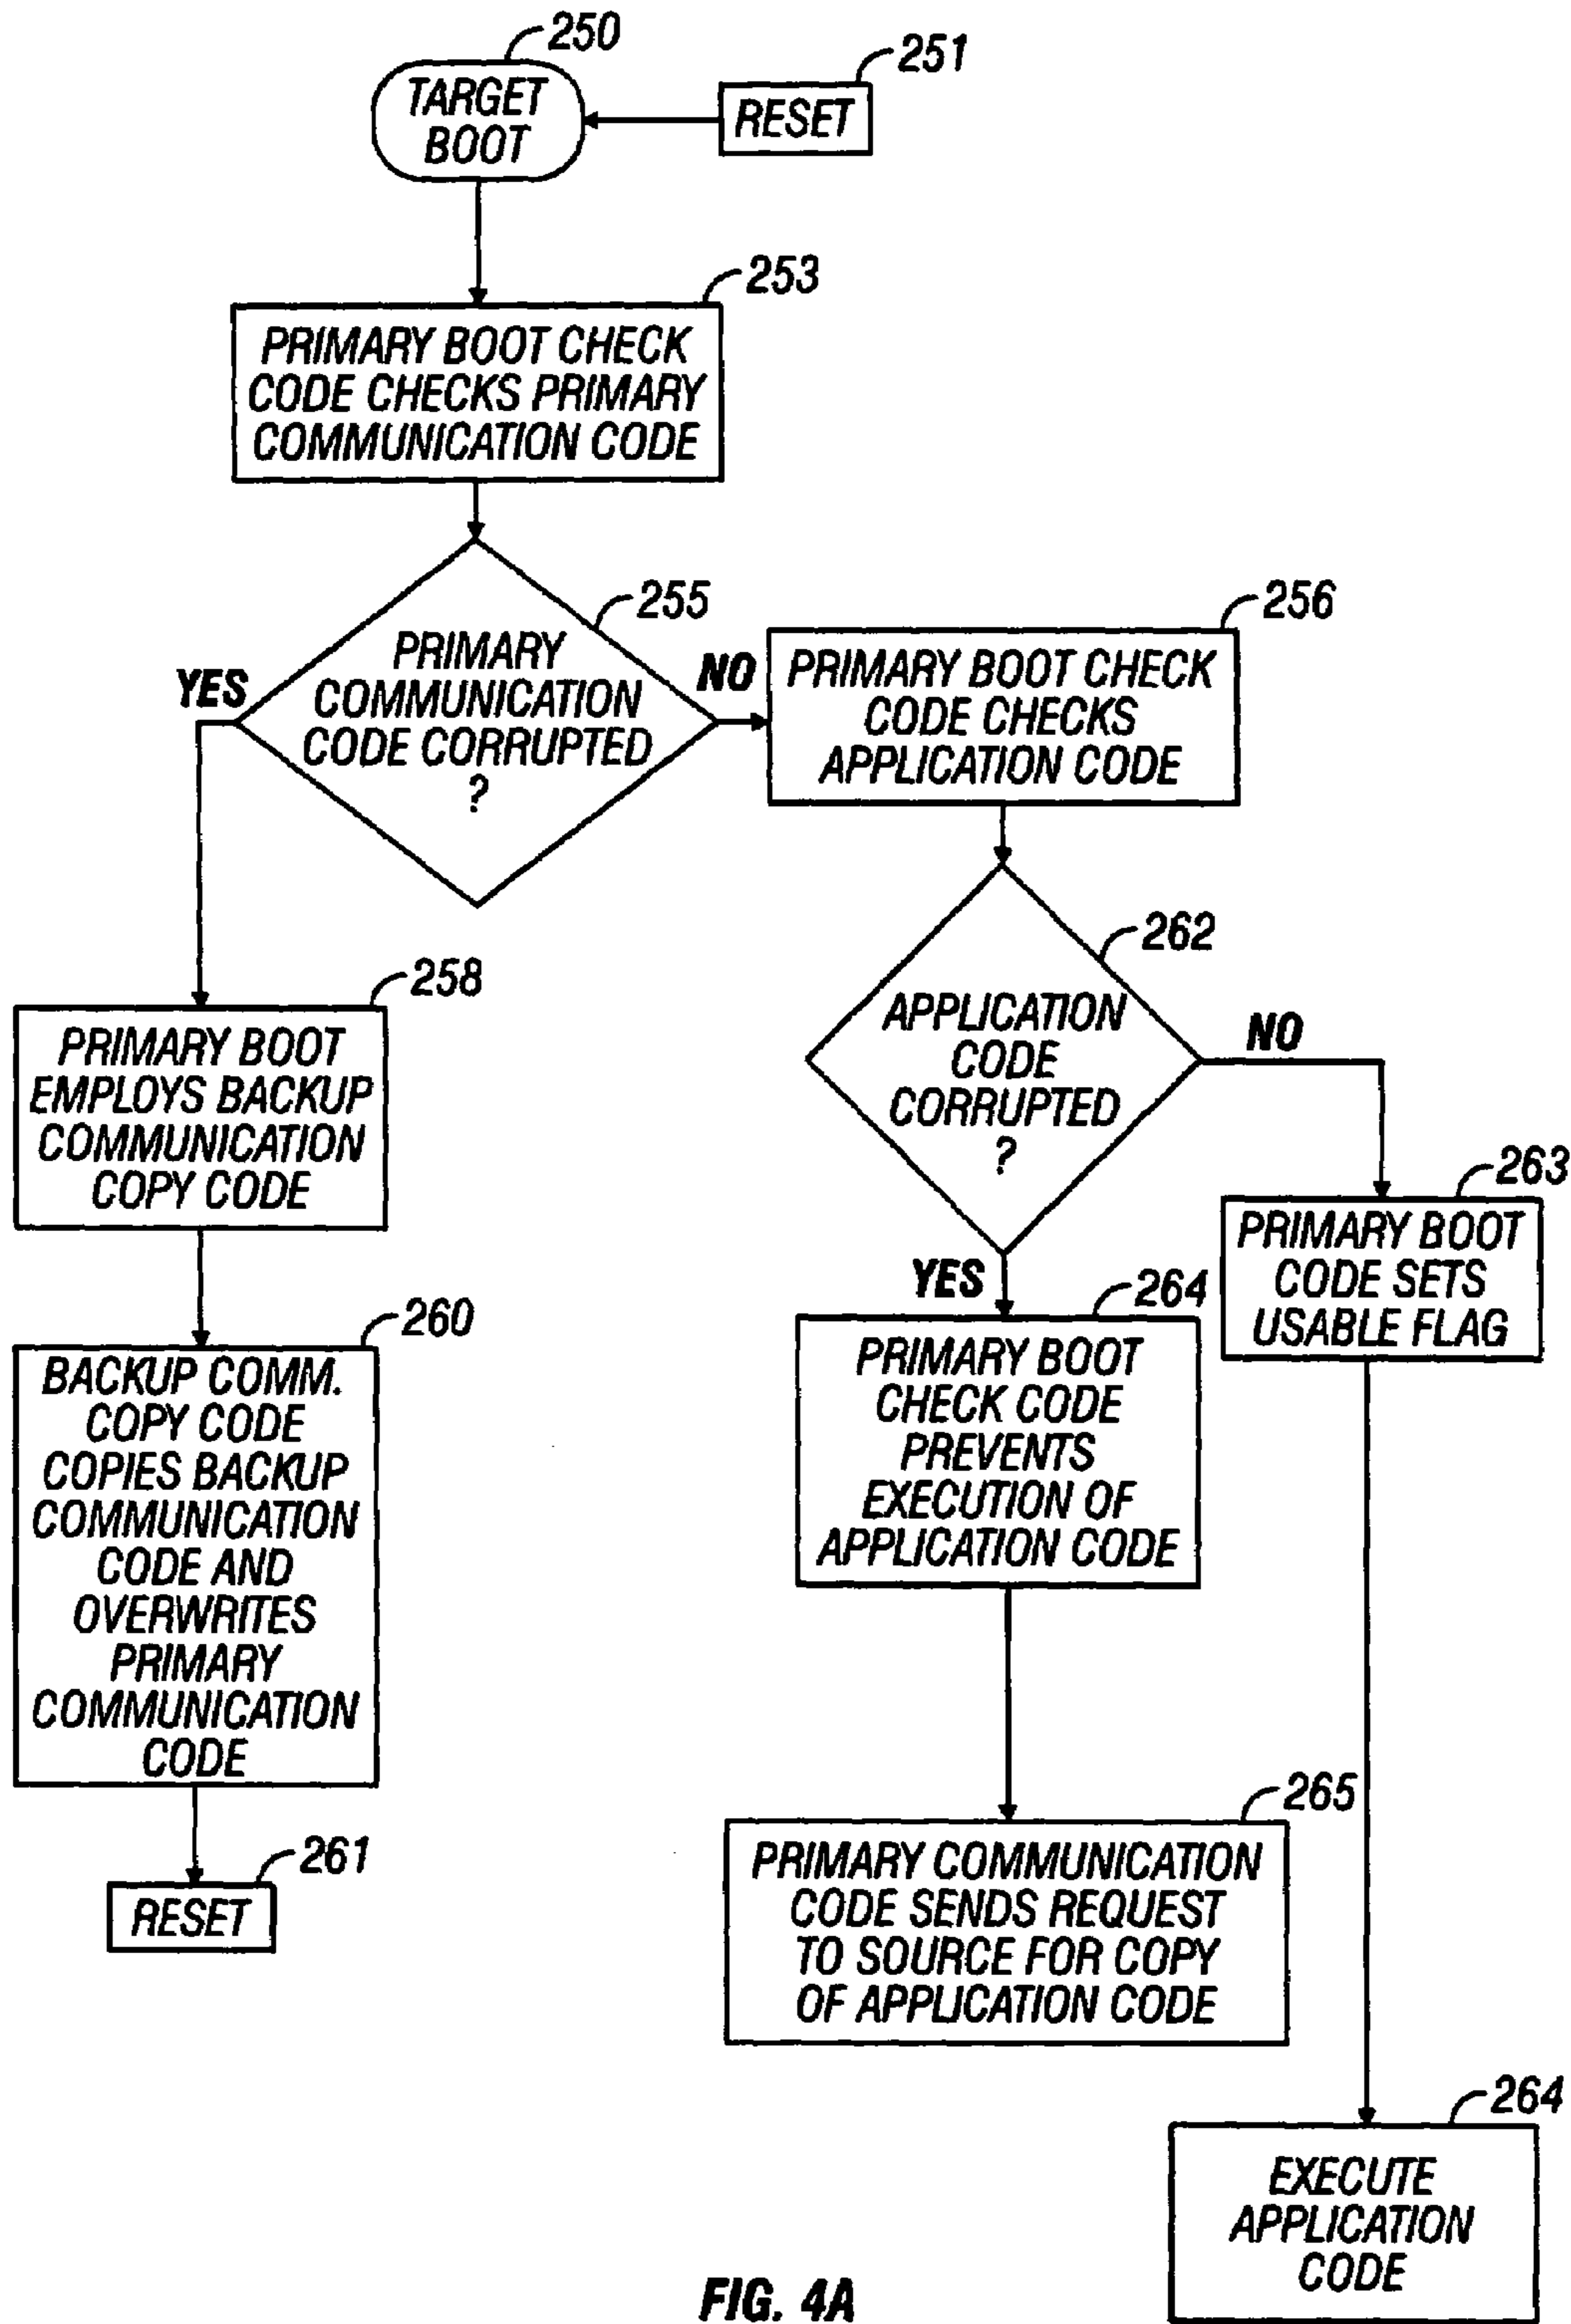 250
TARGET
BOOT
251
RESET
253
PRIMARY BOOT CHECK
CODE CHECKS PRIMARY
COMMUNICATION CODE
255
PRIMARY
COMMUNICATION
CODE CORRUPTED
?
YES
NO
256
PRIMARY BOOT CHECK
CODE CHECKS
APPLICATION CODE
258
PRIMARY BOOT
EMPLOYS BACKUP
COMMUNICATION
COPY CODE
260
BACKUP COMM.
COPY CODE
COPIES BACKUP
COMMUNICATION
CODE AND
OVERWRITES
PRIMARY
COMMUNICATION
CODE
261
RESET
262
APPLICATION
CODE
CORRUPTED
?
NO
YES
263
PRIMARY BOOT
CODE SETS
USABLE FLAG
264
PRIMARY BOOT
CHECK CODE
PREVENTS
EXECUTION OF
APPLICATION CODE
265
PRIMARY COMMUNICATION
CODE SENDS REQUEST
TO SOURCE FOR COPY
OF APPLICATION CODE
264
EXECUTE
APPLICATION
CODE
FIG. 4A